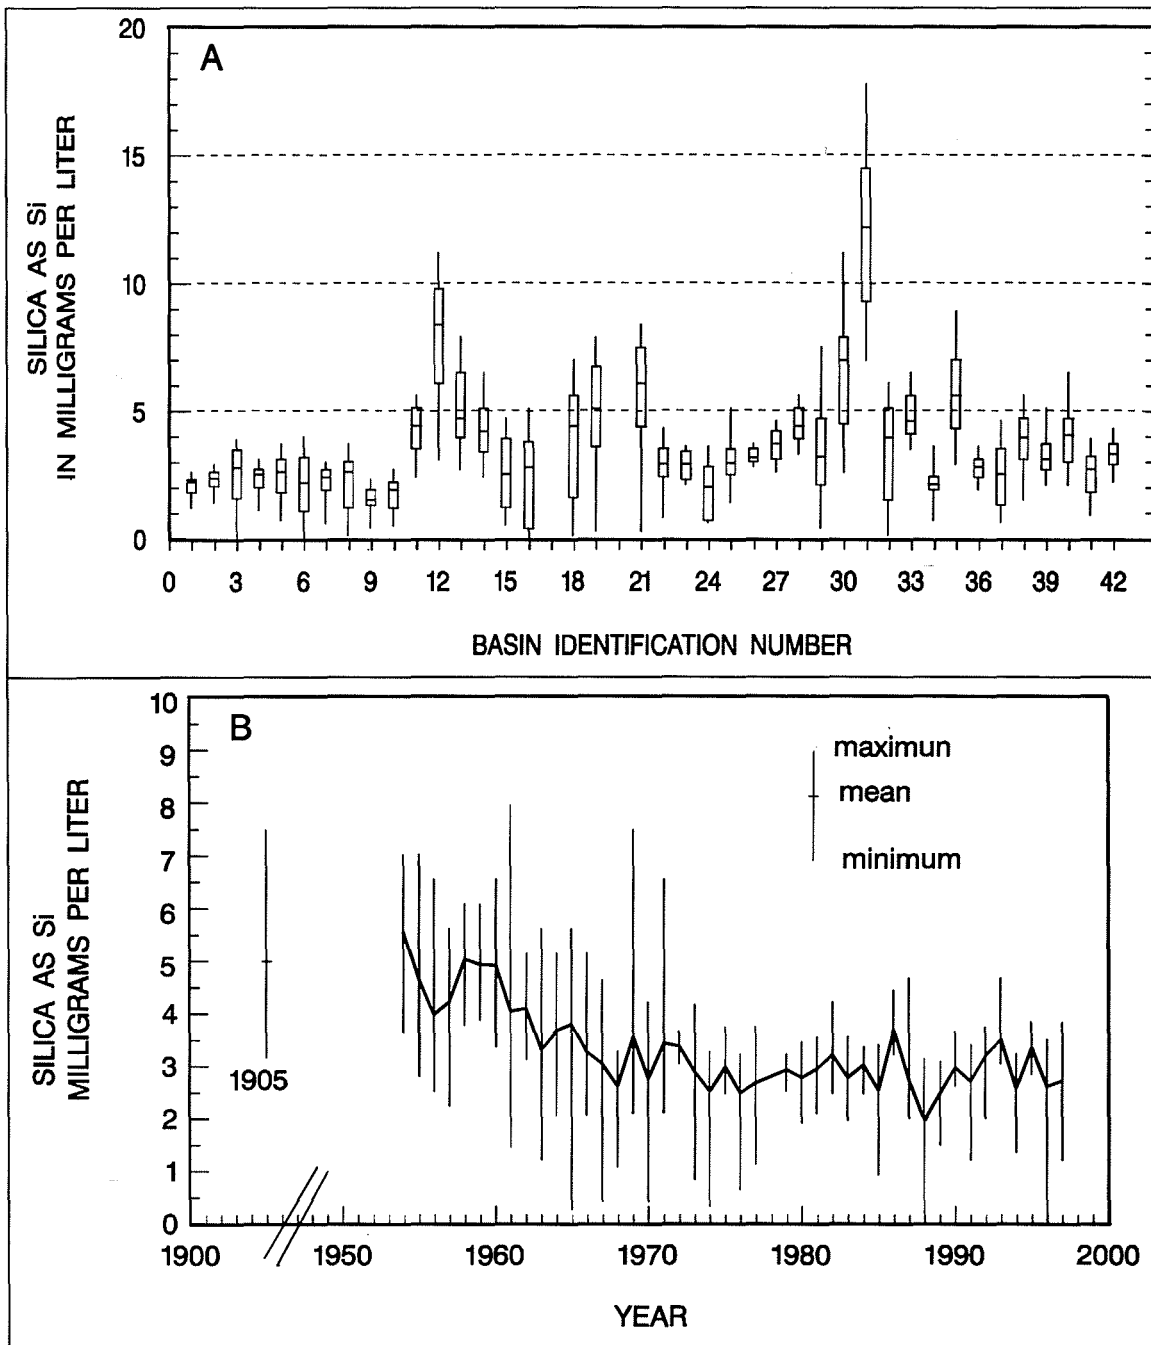 A
SILICA AS Si
IN MILLIGRAMS PER LITER
20
15
10
5
0
0 3 6 9 12 15 18 21 24 27 30 33 36 39 42
BASIN IDENTIFICATION NUMBER
B
SILICA AS Si
MILLIGRAMS PER LITER
10
9
8
7
6
5
4
3
2
1
0
maximun
mean
minimum
1905
1900 1950 1960 1970 1980 1990 2000
YEAR